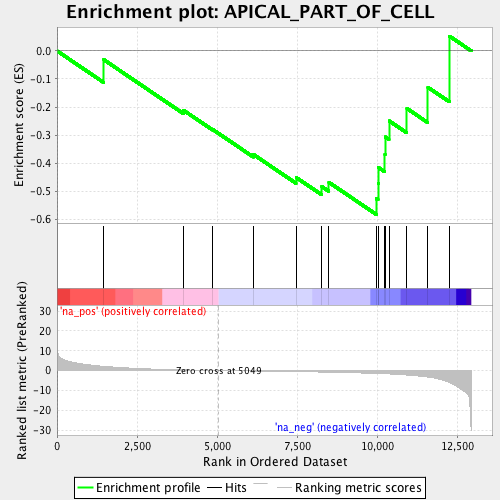 Enrichment plot: APICAL_PART_OF_CELL
Enrichment score (ES)
0.0
-0.1
-0.2
-0.3
-0.4
-0.5
-0.6
'na_pos' (positively correlated)
Ranked list metric (PreRanked)
30
20
10
0
-10
-20
-30
Zero cross at 5049
'na_neg' (negatively correlated)
0
2,500
5,000
7,500
10,000
12,500
Rank in Ordered Dataset
Enrichment profile
Hits
Ranking metric scores